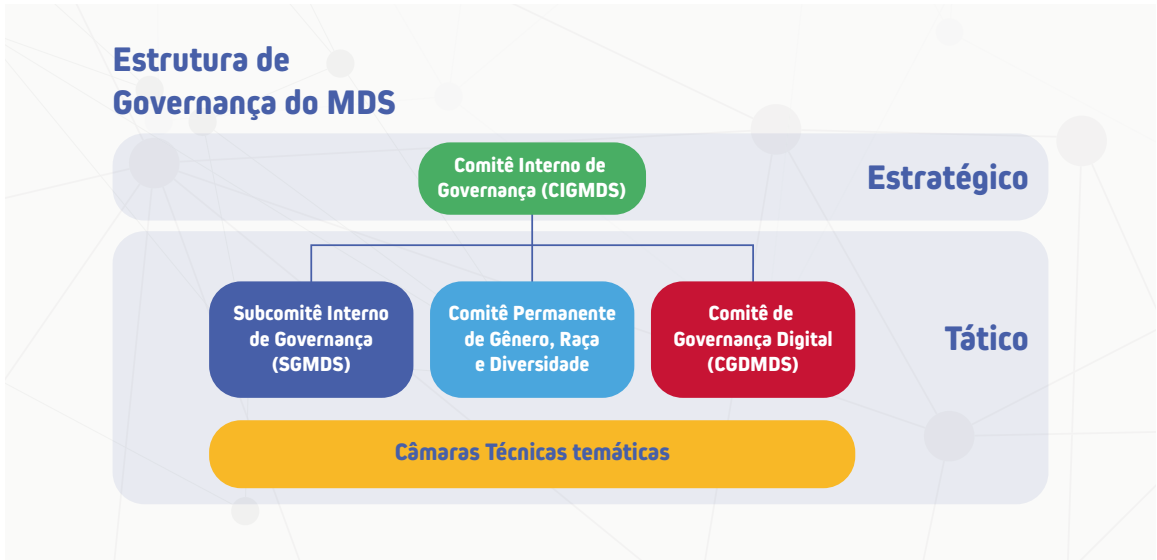 Estrutura de
Governança do MDS
Comitê Interno de
Governança (CIGMDS)
Estratégico
Subcomitê Interno
de Governança
(SGMDS)
Comitê Permanente
de Gênero, Raça
e Diversidade
Comitê de
Governança Digital
(CGDMDS)
Tático
Câmaras Técnicas temáticas